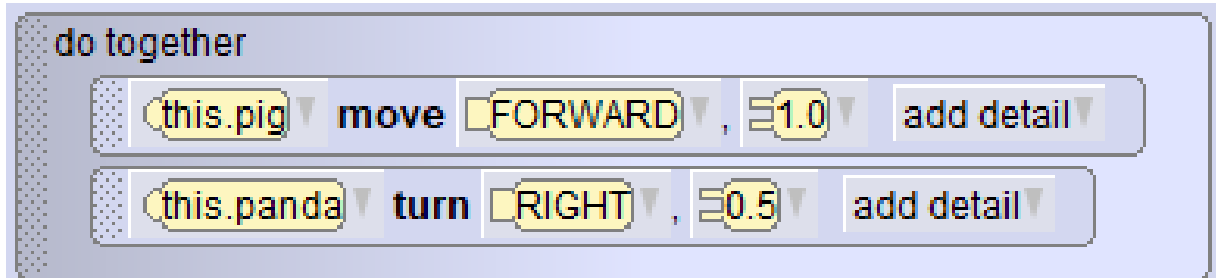 do together
this.pig move FORWARD , 1.0 add detail
this.panda turn RIGHT , 0.5 add detail